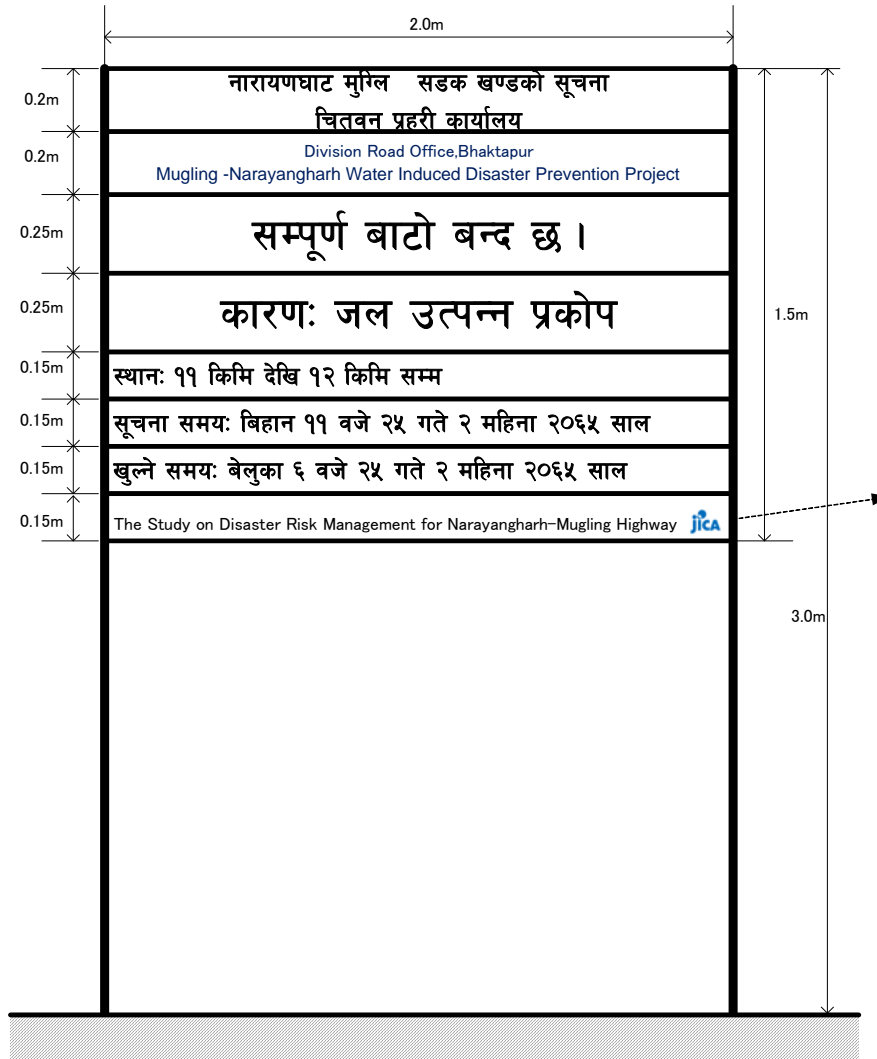 2.0m
0.2m
नारायणघाट मुग्लि सडक खण्डको सूचना
चितवन प्रहरी कार्यालय
0.2m
Division Road Office,Bhaktapur
Mugling -Narayangharh Water Induced Disaster Prevention Project
0.25m
सम्पूर्ण बाटो बन्द छ ।
0.25m
कारणः जल उत्पन्न प्रकोप
1.5m
0.15m
स्थानः ११ किमि देखि १२ किमि सम्म
0.15m
सूचना समयः बिहान ११ वजे २५ गते २ महिना २०६५ साल
0.15m
खुल्ने समयः बेलुका ६ वजे २५ गते २ महिना २०६५ साल
0.15m
The Study on Disaster Risk Management for Narayangharh-Mugling Highway jica
3.0m